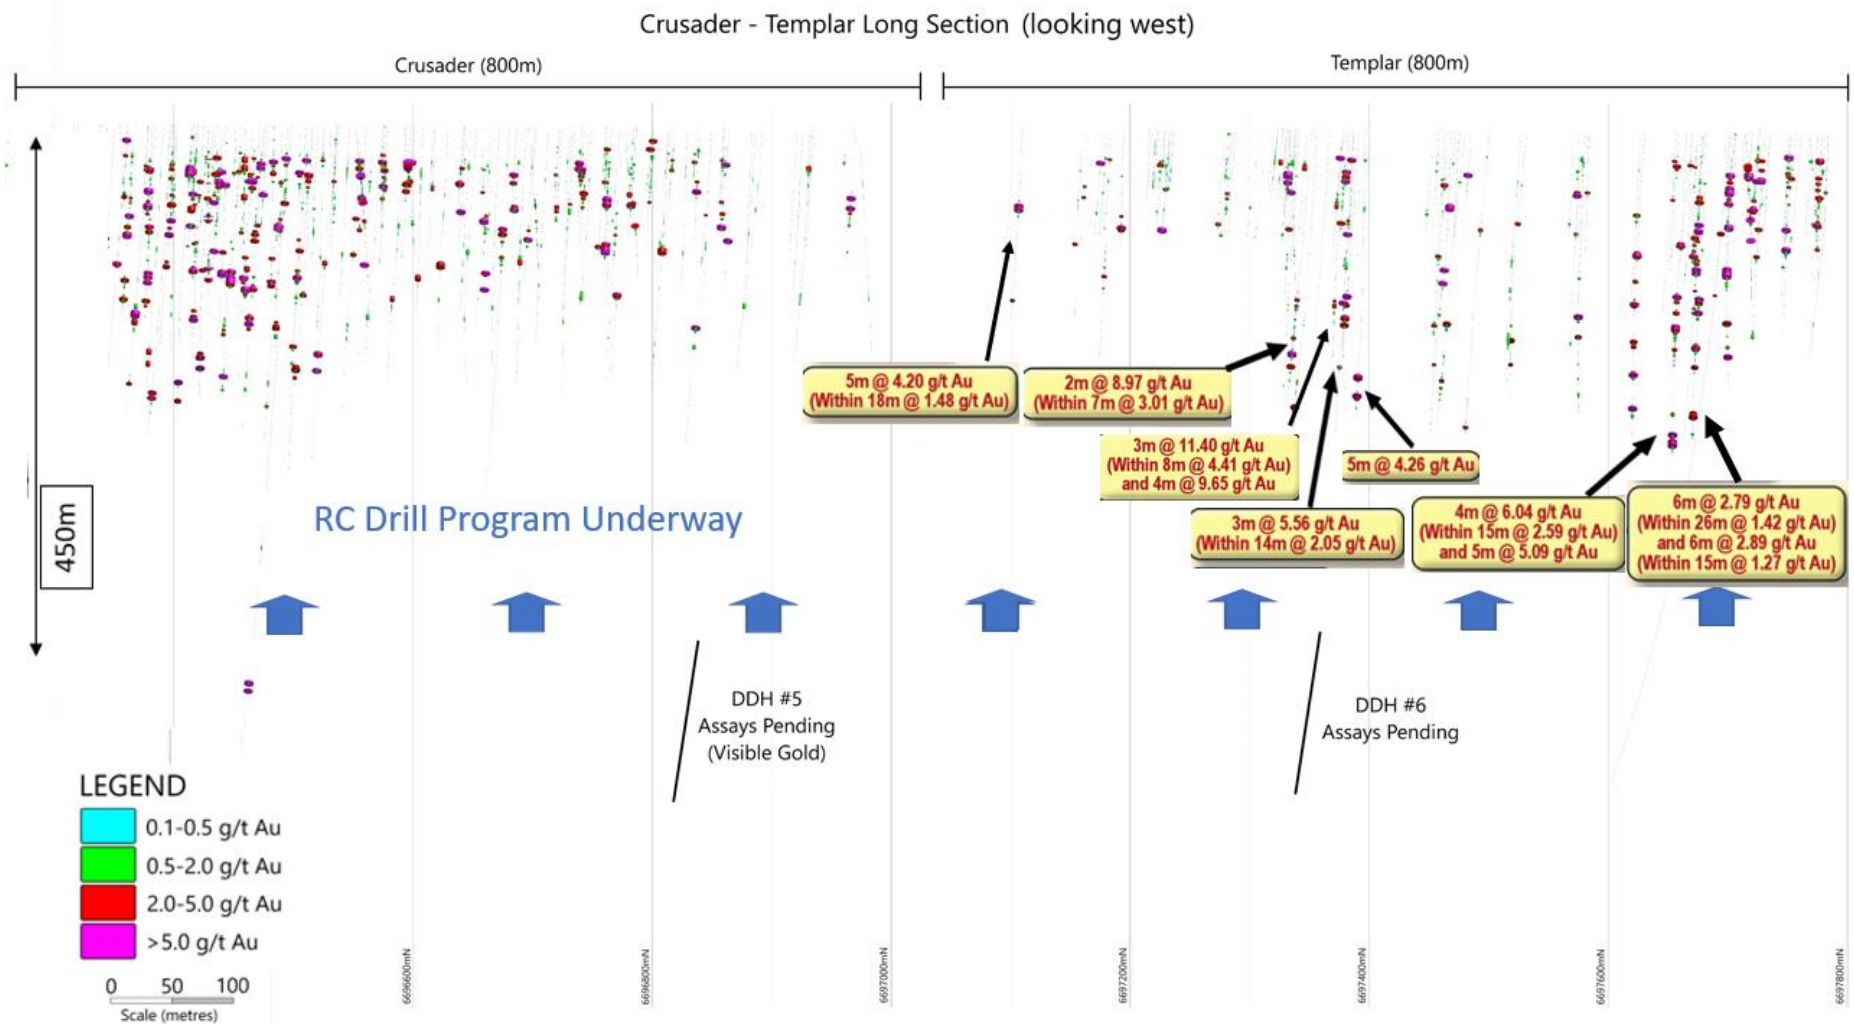 Crusader - Templar Long Section (looking west)
Crusader (800m)
Templar (800m)
5m @ 4.20 g/t Au
(Within 18m @ 1.48 g/t Au)
2m @ 8.97 g/t Au
(Within 7m @ 3.01 g/t Au)
3m @ 11.40 g/t Au
(Within 8m @ 4.41 g/t Au)
and 4m @ 9.65 g/t Au
5m @ 4.26 g/t Au
3m @ 5.56 g/t Au
(Within 14m @ 2.05 g/t Au)
4m @ 6.04 g/t Au
(Within 15m @ 2.59 g/t Au)
and 5m @ 5.09 g/t Au
6m @ 2.79 g/t Au
(Within 26m @ 1.42 g/t Au)
and 6m @ 2.89 g/t Au
(Within 15m @ 1.27 g/t Au)
450m
RC Drill Program Underway
DDH #5
Assays Pending
(Visible Gold)
DDH #6
Assays Pending
LEGEND
0.1-0.5 g/t Au
0.5-2.0 g/t Au
2.0-5.0 g/t Au
>5.0 g/t Au
0 50 100
Scale (metres)
6696600mN
6696800mN
6697000mN
6697200mN
6697400mN
6697600mN
6697800mN